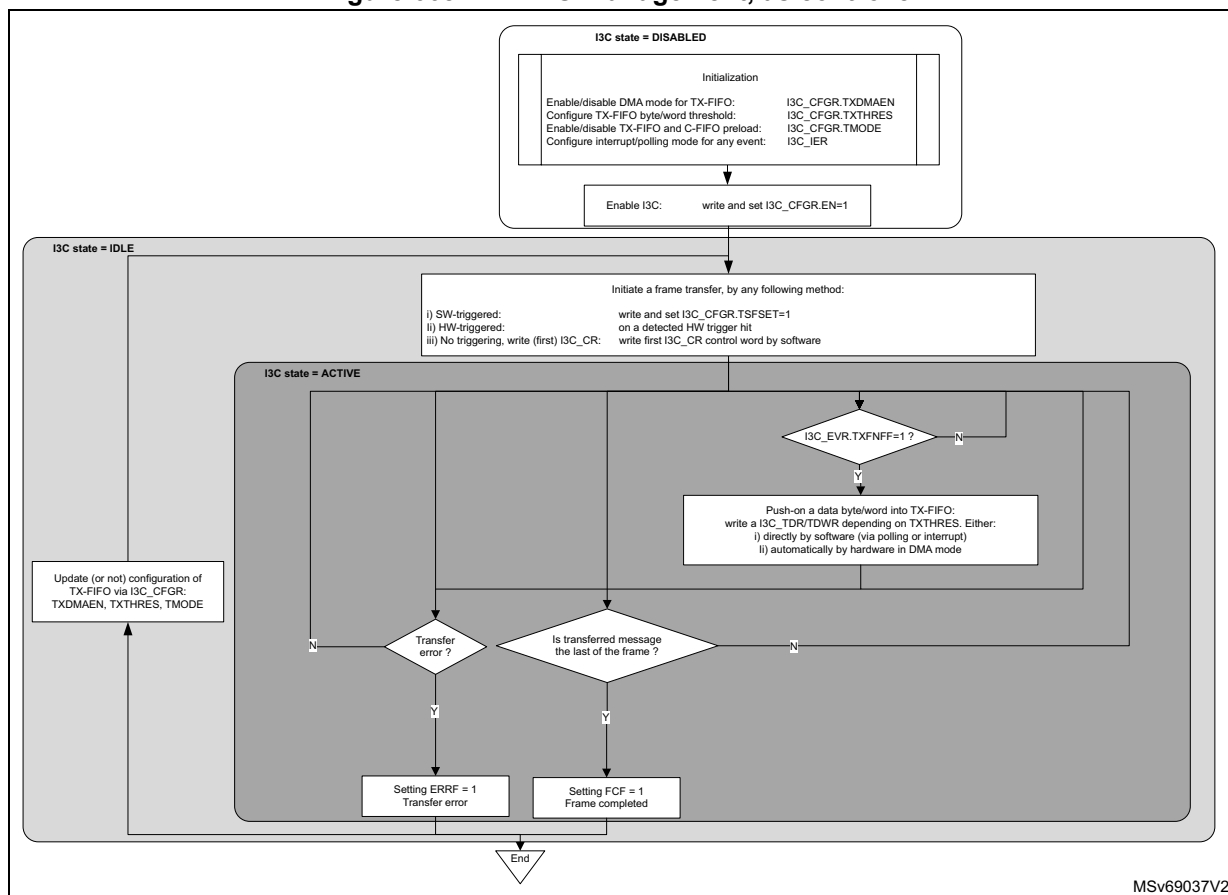 I3C state = DISABLED
Initialization
Enable/disable DMA mode for TX-FIFO: I3C_CFGR.TXDMAEN
Configure TX-FIFO byte/word threshold: I3C_CFGR.TXTHRES
Enable/disable TX-FIFO and C-FIFO preload: I3C_CFGR.TMODE
Configure interrupt/polling mode for any event: I3C_IER
Enable I3C: write and set I3C_CFGR.EN=1
I3C state = IDLE
Initiate a frame transfer, by any following method:
i) SW-triggered: write and set I3C_CFGR.TSFSET=1
Ii) HW-triggered: on a detected HW trigger hit
iii) No triggering, write (first) I3C_CR: write first I3C_CR control word by software
I3C state = ACTIVE
I3C_EVR.TXFNFF=1 ?
N
Y
Push-on a data byte/word into TX-FIFO:
write a I3C_TDR/TDWR depending on TXTHRES. Either:
i) directly by software (via polling or interrupt)
Ii) automatically by hardware in DMA mode
Update (or not) configuration of
TX-FIFO via I3C_CFGR:
TXDMAEN, TXTHRES, TMODE
N
Transfer
error ?
Is transferred message
the last of the frame ?
N
Y
Y
Setting ERRF = 1
Transfer error
Setting FCF = 1
Frame completed
End
MSv69037V2